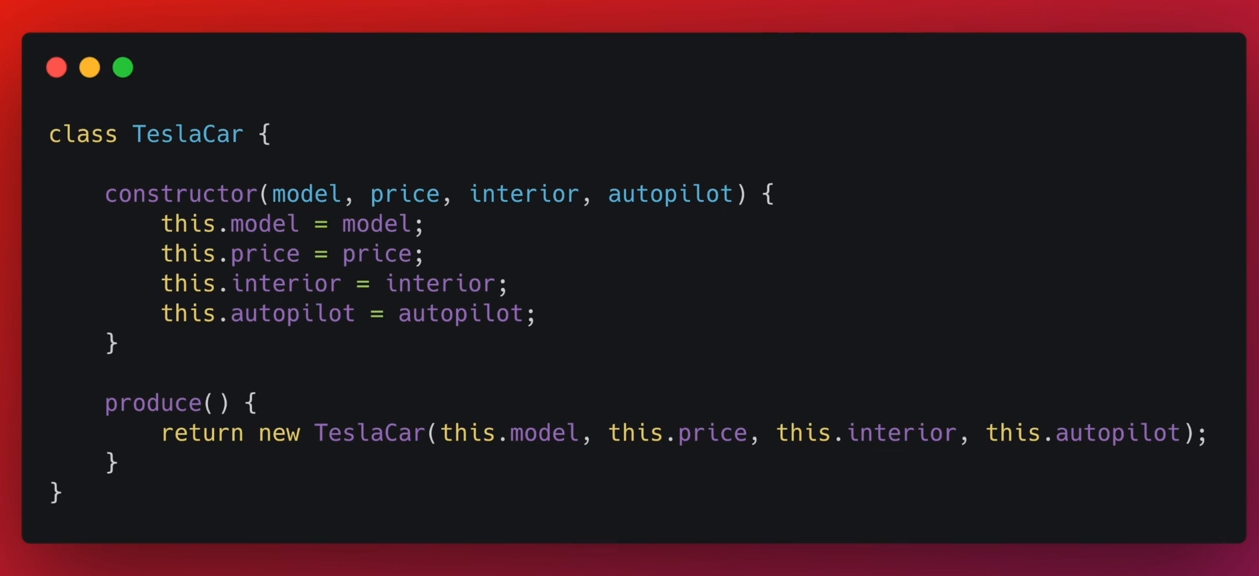 class TeslaCar {
constructor(model, price, interior, autopilot) {
this.model = model;
this.price = price;
this.interior = interior;
this.autopilot = autopilot;
}
produce() {
return new TeslaCar(this.model, this.price, this.interior, this.autopilot);
}
}